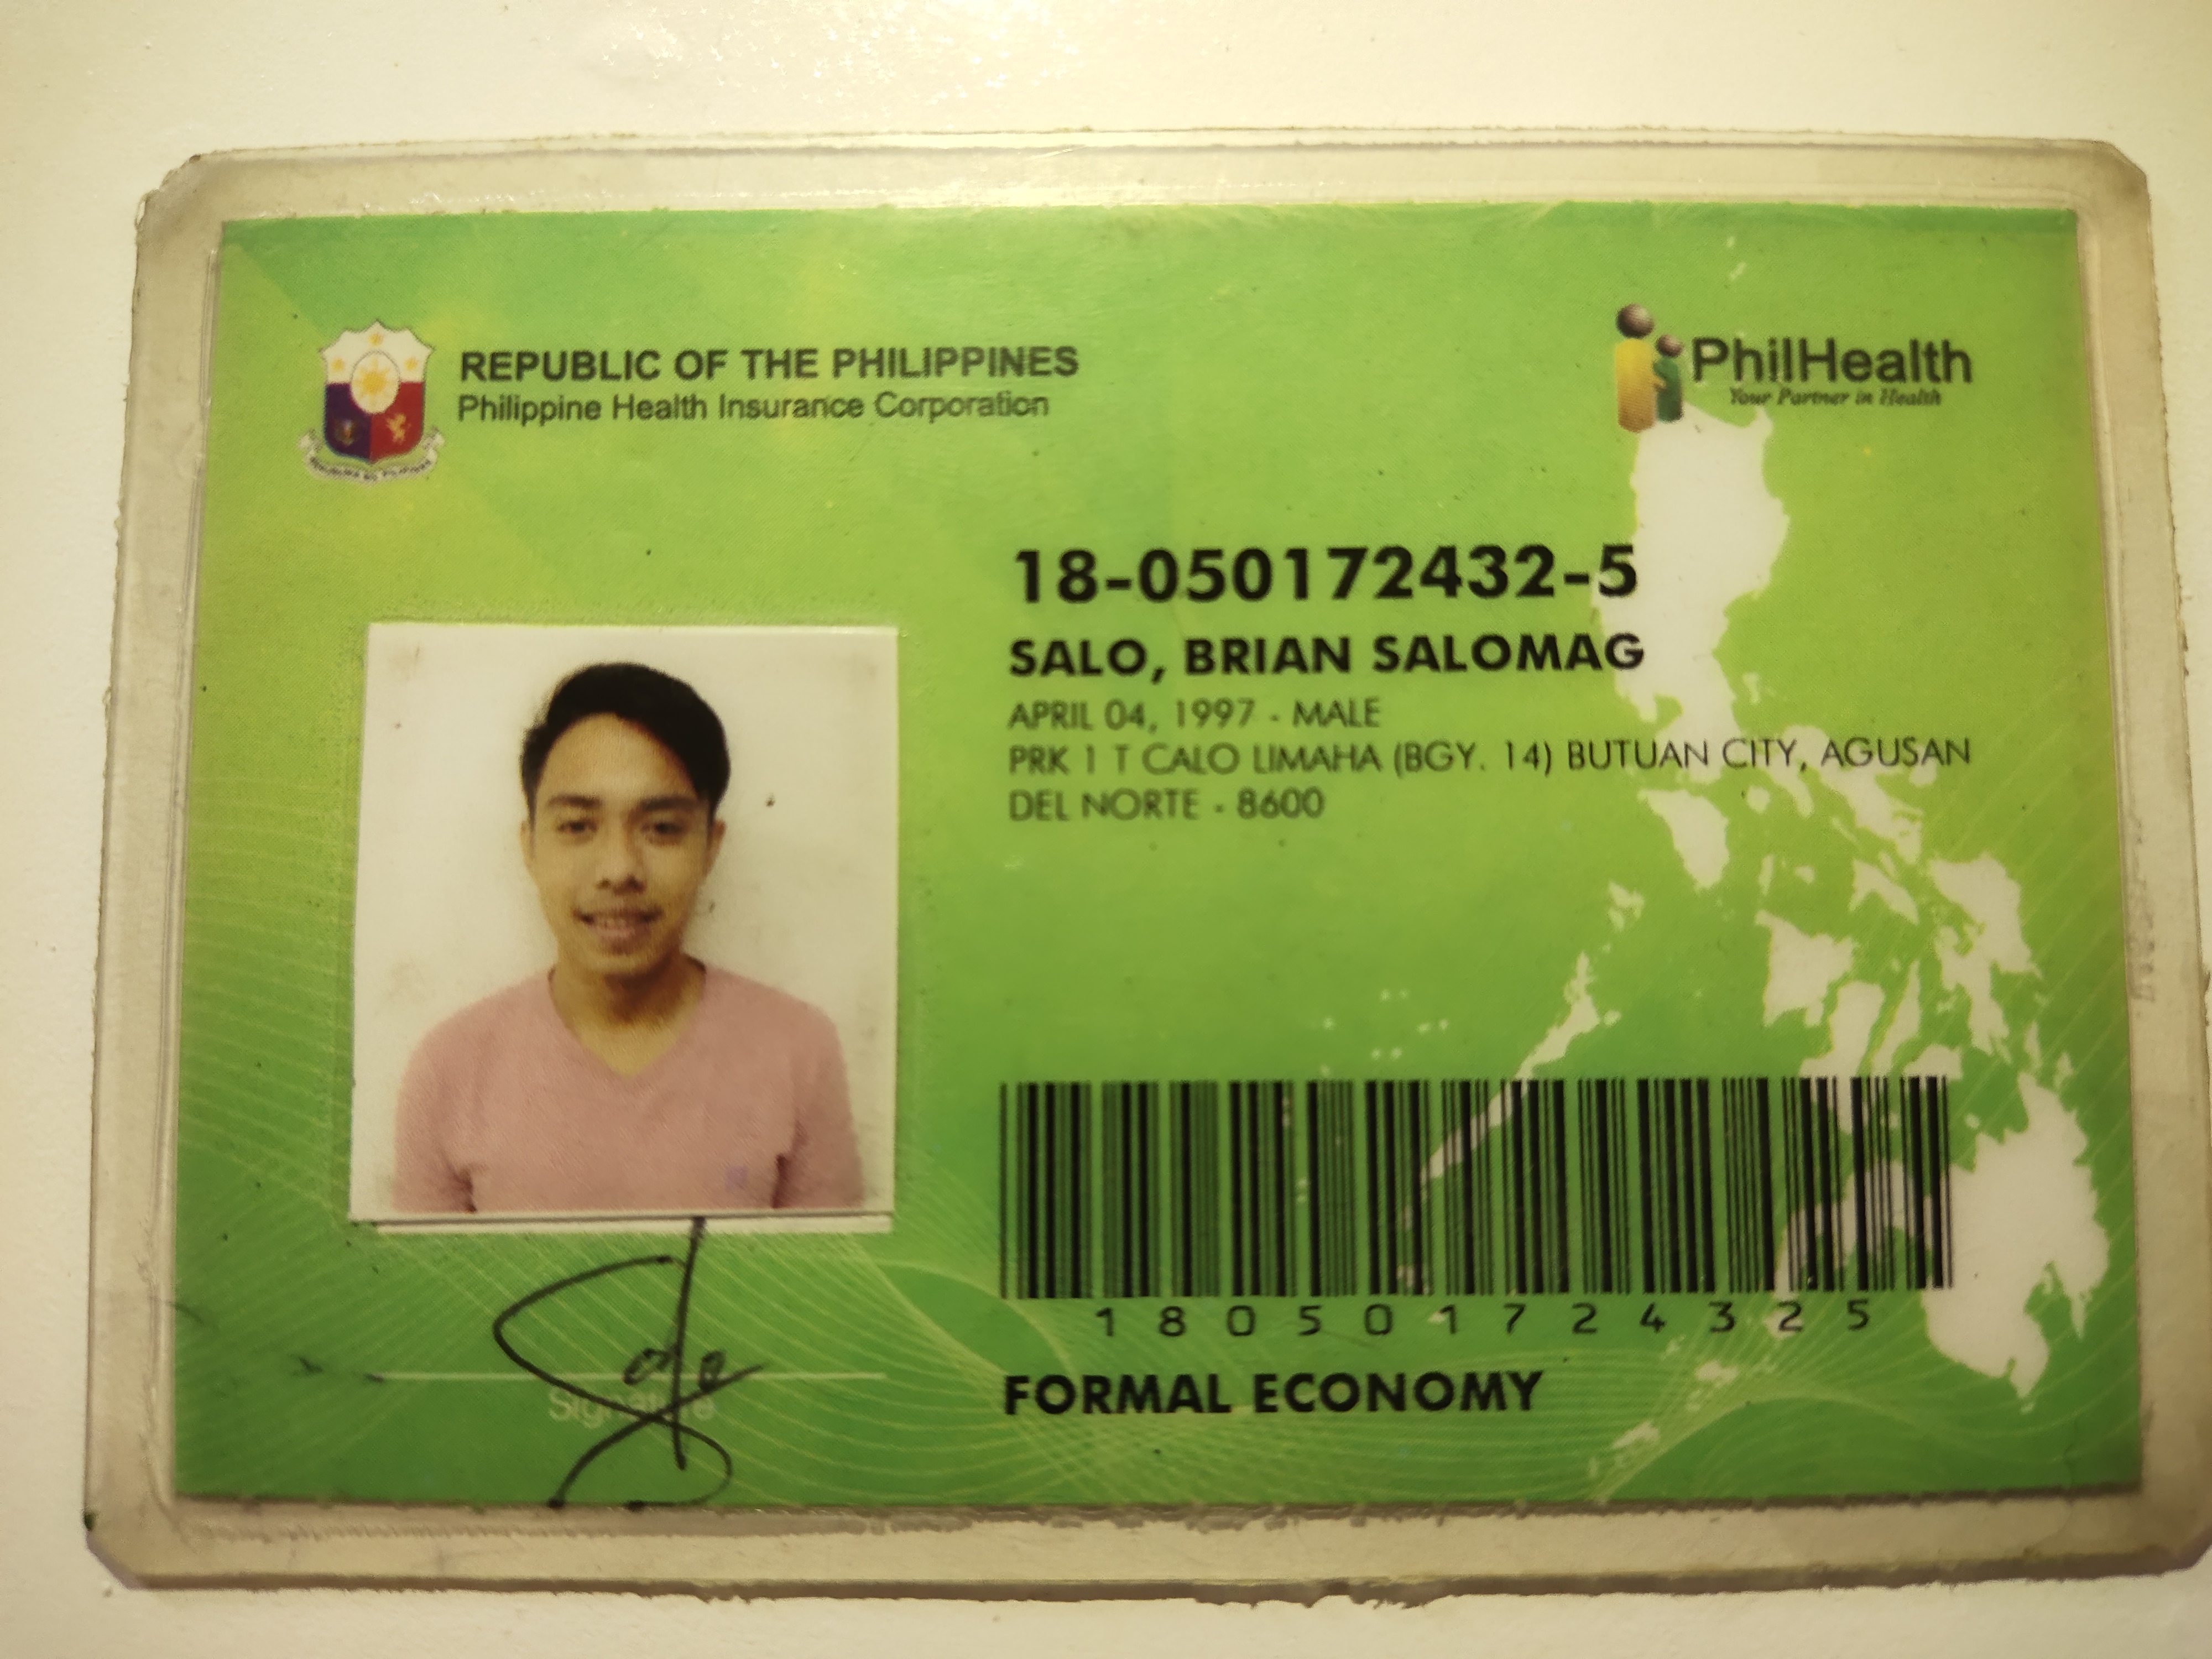 REPUBLIC OF THE PHILIPPINES
Philippine Health Insurance Corporation
PhilHealth
Your Partner in Health
18-050172432-5
SALO, BRIAN SALOMAG
APRIL 04, 1997 - MALE
PRK 1 T CALO LIMAHA (BGY. 14) BUTUAN CITY, AGUSAN
DEL NORTE - 8600
180501724325
FORMAL ECONOMY
Signature